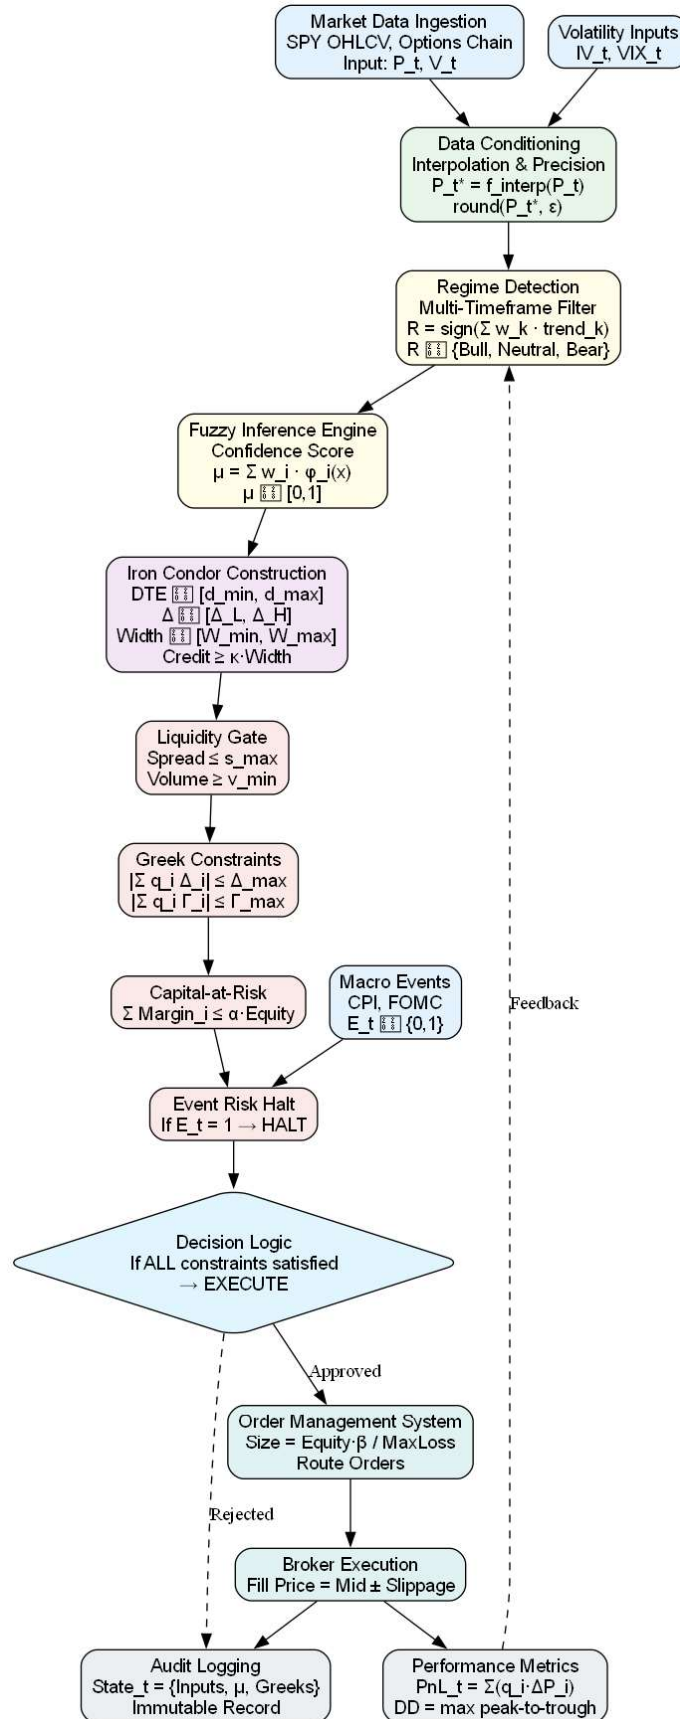 Market Data Ingestion
SPY OHLCV, Options Chain
Input: P_t, V_t
Volatility Inputs
IV_t, VIX_t
Data Conditioning
Interpolation & Precision
P_t* = f_interp(P_t)
round(P_t*, ε)
Regime Detection
Multi-Timeframe Filter
R = sign(Σ w_k · trend_k)
R {Bull, Neutral, Bear}
Fuzzy Inference Engine
Confidence Score
μ = Σ w_i · φ_i(x)
μ [0,1]
Iron Condor Construction
DTE [d_min, d_max]
Δ [Δ_L, Δ_H]
Width [W_min, W_max]
Credit ≥ κ·Width
Liquidity Gate
Spread ≤ s_max
Volume ≥ v_min
Greek Constraints
|Σ q_i Δ_i| ≤ Δ_max
|Σ q_i Γ_i| ≤ Γ_max
Capital-at-Risk
Σ Margin_i ≤ α·Equity
Macro Events
CPI, FOMC
E_t {0,1}
Feedback
Event Risk Halt
If E_t = 1 → HALT
Decision Logic
If ALL constraints satisfied
→ EXECUTE
Approved
Order Management System
Size = Equity·β / MaxLoss
Route Orders
Rejected
Broker Execution
Fill Price = Mid ± Slippage
Audit Logging
State_t = {Inputs, μ, Greeks}
Immutable Record
Performance Metrics
PnL_t = Σ(q_i·ΔP_i)
DD = max peak-to-trough